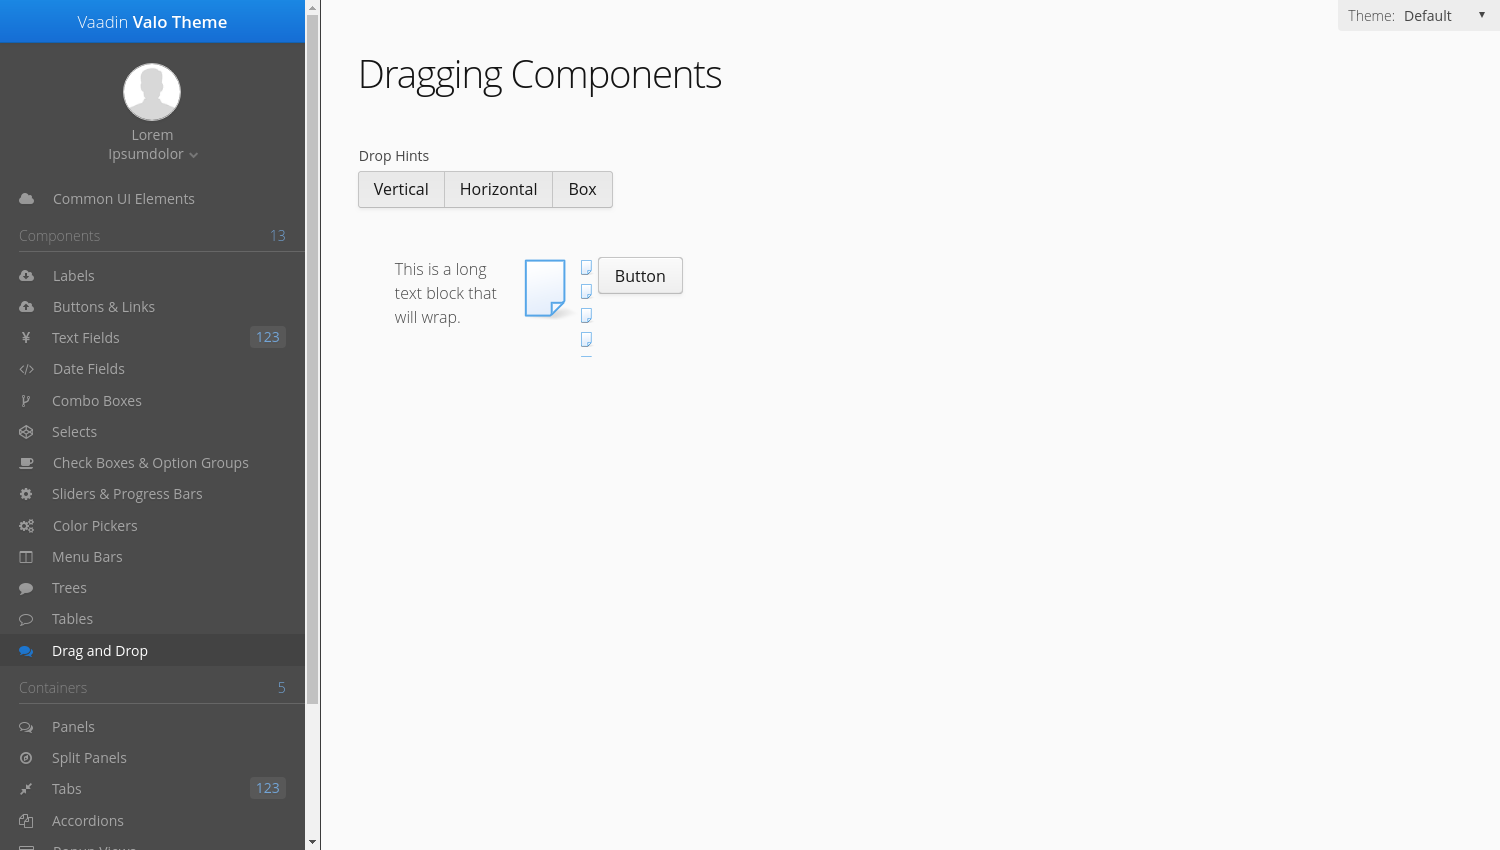 Vaadin Valo Theme
Lorem
Ipsumdolor
Common UI Elements
Components 13
Labels
Buttons & Links
Text Fields 123
Date Fields
Combo Boxes
Selects
Check Boxes & Option Groups
Sliders & Progress Bars
Color Pickers
Menu Bars
Trees
Tables
Drag and Drop
Containers 5
Panels
Split Panels
Tabs 123
Accordions
Popup Views
Theme: Default
Dragging Components
Drop Hints
Vertical Horizontal Box
This is a long
text block that
will wrap.
Button